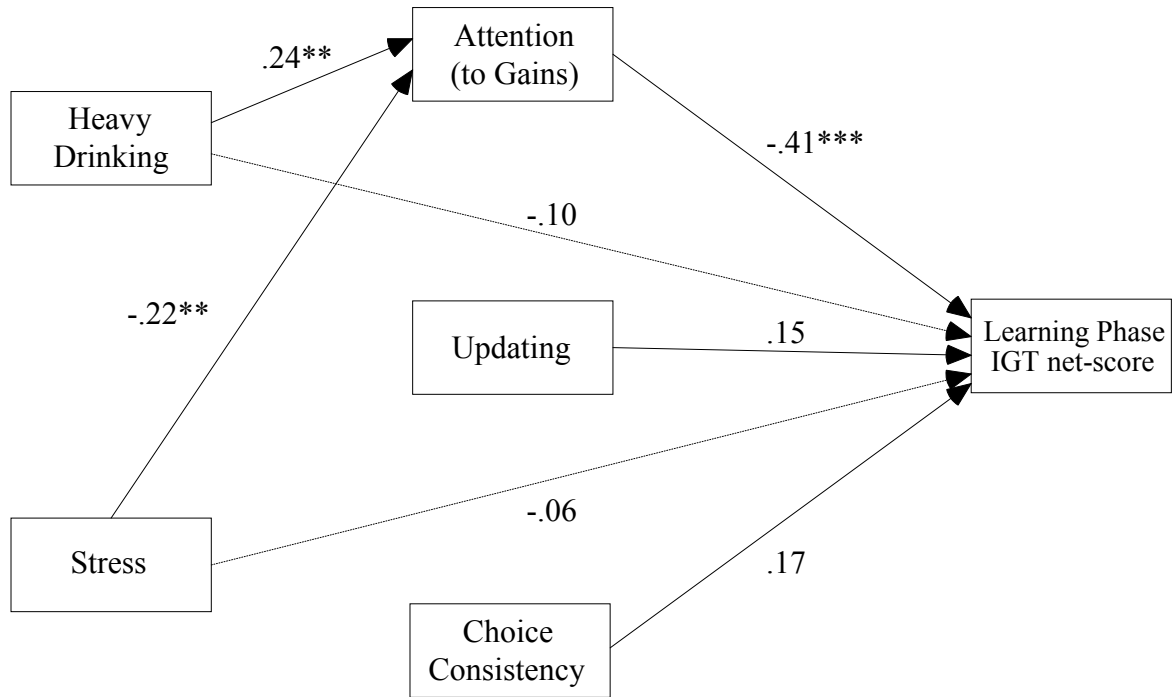 Attention
(to Gains)
.24**
Heavy
Drinking
-.41***
-.10
-.22**
Updating
.15
Learning Phase
IGT net-score
-.06
Stress
.17
Choice
Consistency